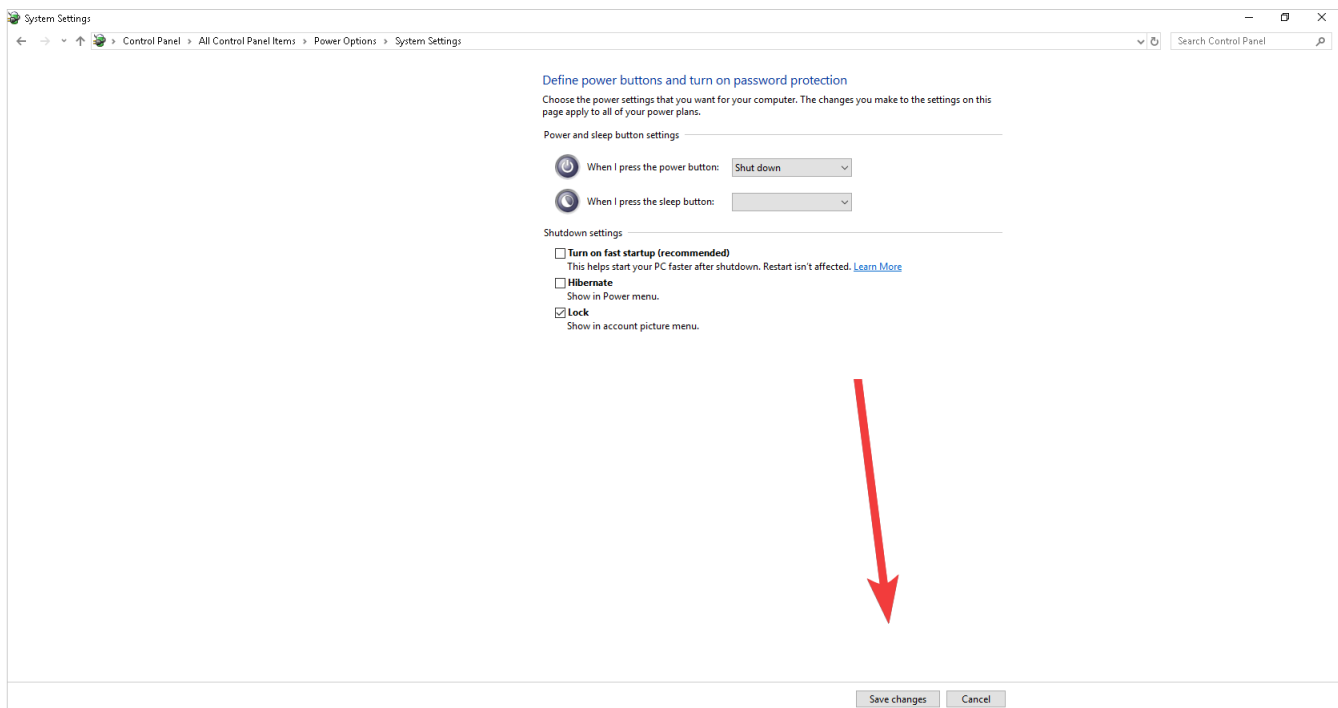 System Settings
Control Panel > All Control Panel Items > Power Options > System Settings
Search Control Panel
Define power buttons and turn on password protection
Choose the power settings that you want for your computer. The changes you make to the settings on this
page apply to all of your power plans.
Power and sleep button settings
When I press the power button: Shut down
When I press the sleep button:
Shutdown settings
Turn on fast startup (recommended)
This helps start your PC faster after shutdown. Restart isn't affected. Learn More
Hibernate
Show in Power menu.
Lock
Show in account picture menu.
Save changes Cancel